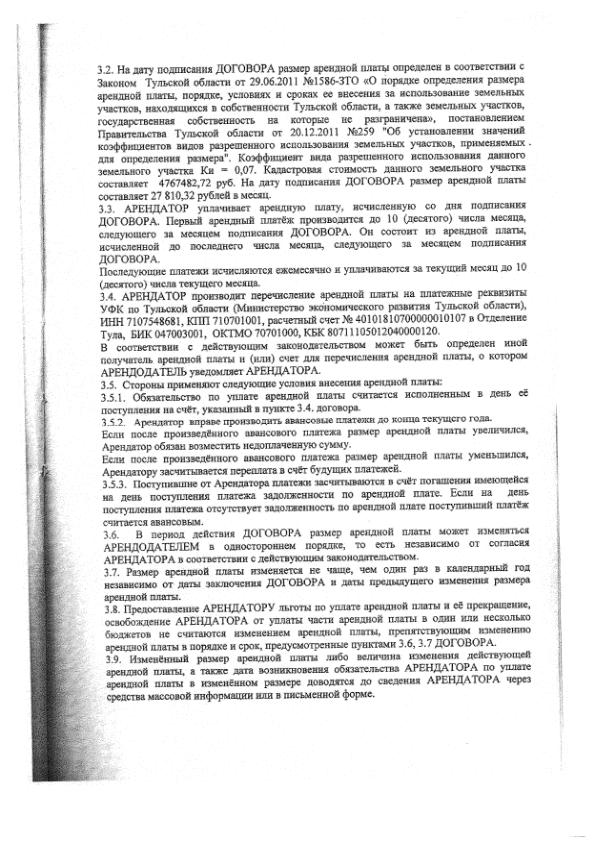 3.2. На дату подписания ДОГОВОРА размер арендной платы определен в соответствии с
Законом Тульской области от 29.06.2011 №1586-ЗТО «О порядке определения размера
арендной платы, порядке, условиях и сроках ее внесения за использование земельных
участков, находящихся в собственности Тульской области, а также земельных участков,
государственная собственность на которые не разграничена», постановлением
Правительства Тульской области от 20.12.2011 №259 "Об установлении значений
коэффициентов видов разрешенного использования земельных участков, применяемых
для определения размера". Коэффициент вида разрешенного использования данного
земельного участка Ки = 0,07. Кадастровая стоимость данного земельного участка
составляет 4767482,72 руб. На дату подписания ДОГОВОРА размер арендной платы
составляет 27 810,32 рублей в месяц.
3.3. АРЕНДАТОР уплачивает арендную плату, исчисленную со дня подписания
ДОГОВОРА. Первый арендный платёж производится до 10 (десятого) числа месяца,
следующего за месяцем подписания ДОГОВОРА. Он состоит из арендной платы,
исчисленной до последнего числа месяца, следующего за месяцем подписания
ДОГОВОРА.
Последующие платежи исчисляются ежемесячно и уплачиваются за текущий месяц до 10
(десятого) числа текущего месяца.
3.4. АРЕНДАТОР производит перечисление арендной платы на платежные реквизиты
УФК по Тульской области (Министерство экономического развития Тульской области),
ИНН 7107548681, КПП 710701001, расчетный счет № 40101810700000010107 в Отделение
Тула, БИК 047003001, ОКТМО 70701000, КБК 80711105012040000120.
В соответствии с действующим законодательством может быть определен иной
получатель арендной платы и (или) счет для перечисления арендной платы, о котором
АРЕНДОДАТЕЛЬ уведомляет АРЕНДАТОРА.
3.5. Стороны применяют следующие условия внесения арендной платы:
3.5.1. Обязательство по уплате арендной платы считается исполненным в день её
поступления на счёт, указанный в пункте 3.4. договора.
3.5.2. Арендатор вправе производить авансовые платежи до конца текущего года.
Если после произведённого авансового платежа размер арендной платы увеличился,
Арендатор обязан возместить недоплаченную сумму.
Если после произведённого авансового платежа размер арендной платы уменьшился,
Арендатору засчитывается переплата в счёт будущих платежей.
3.5.3. Поступившие от Арендатора платежи засчитываются в счёт погашения имеющейся
на день поступления платежа задолженности по арендной плате. Если на день
поступления платежа отсутствует задолженность по арендной плате поступивший платёж
считается авансовым.
3.6. В период действия ДОГОВОРА размер арендной платы может изменяться
АРЕНДОДАТЕЛЕМ в одностороннем порядке, то есть независимо от согласия
АРЕНДАТОРА в соответствии с действующим законодательством.
3.7. Размер арендной платы изменяется не чаще, чем один раз в календарный год
независимо от даты заключения ДОГОВОРА и даты предыдущего изменения размера
арендной платы.
3.8. Предоставление АРЕНДАТОРУ льготы по уплате арендной платы и её прекращение,
освобождение АРЕНДАТОРА от уплаты части арендной платы в один или несколько
бюджетов не считаются изменением арендной платы, препятствующим изменению
арендной платы в порядке и срок, предусмотренные пунктами 3.6, 3.7 ДОГОВОРА.
3.9. Изменённый размер арендной платы либо величина изменения действующей
арендной платы, а также дата возникновения обязательства АРЕНДАТОРА по уплате
арендной платы в изменённом размере доводятся до сведения АРЕНДАТОРА через
средства массовой информации или в письменной форме.